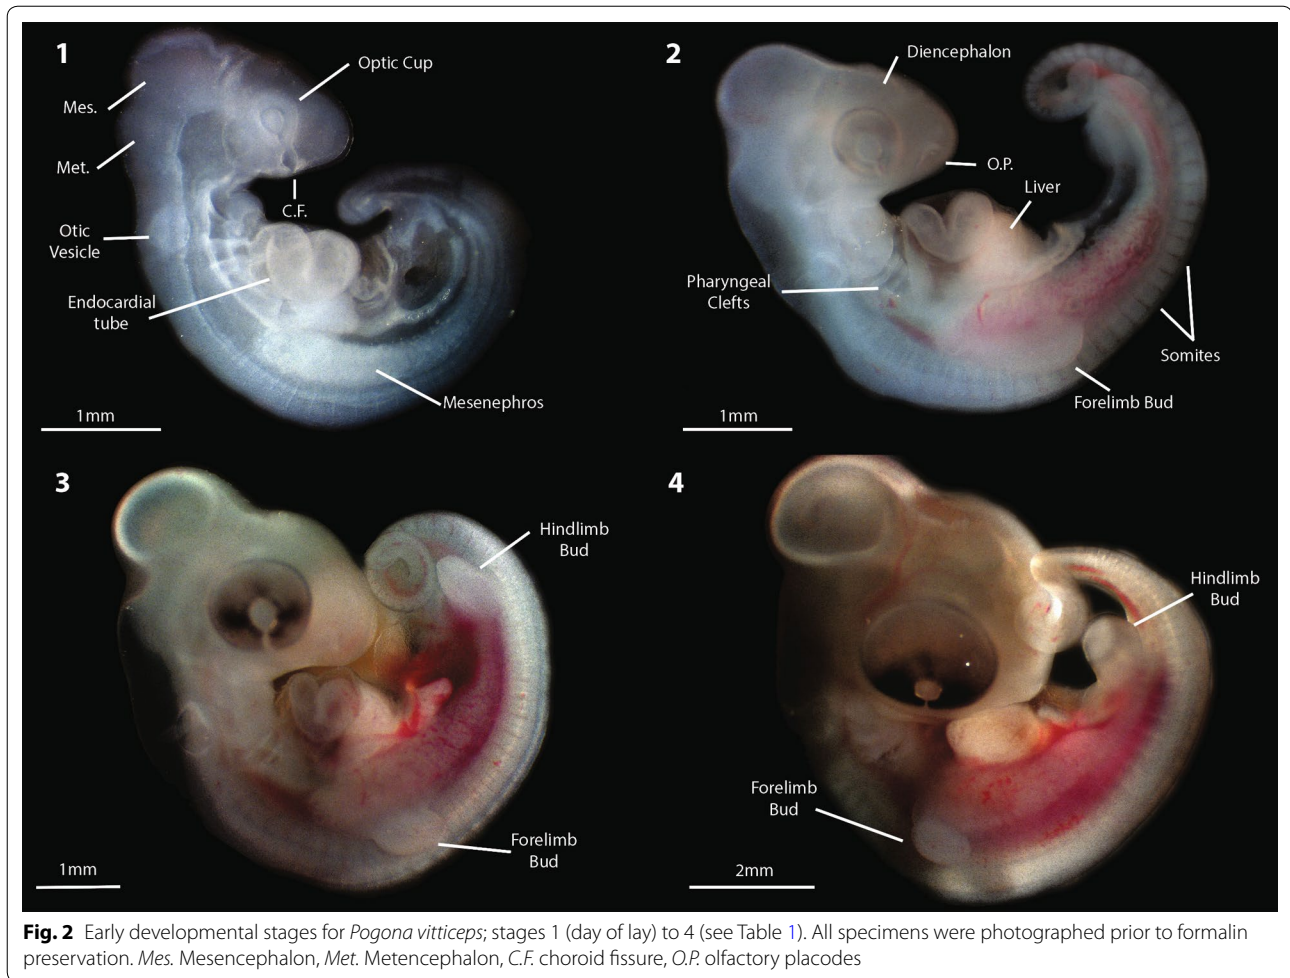 1
Optic Cup
Mes.
Met.
C.F.
Otic
Vesicle
Endocardial
tube
Mesenephros
1mm
2
Diencephalon
O.P.
Liver
Pharyngeal
Clefts
Somites
Forelimb Bud
1mm
3
Hindlimb
Bud
Forelimb
Bud
1mm
4
Hindlimb
Bud
Forelimb
Bud
2mm
Fig. 2 Early developmental stages for Pogona vitticeps; stages 1 (day of lay) to 4 (see Table 1). All specimens were photographed prior to formalin
preservation. Mes. Mesencephalon, Met. Metencephalon, C.F. choroid fissure, O.P. olfactory placodes